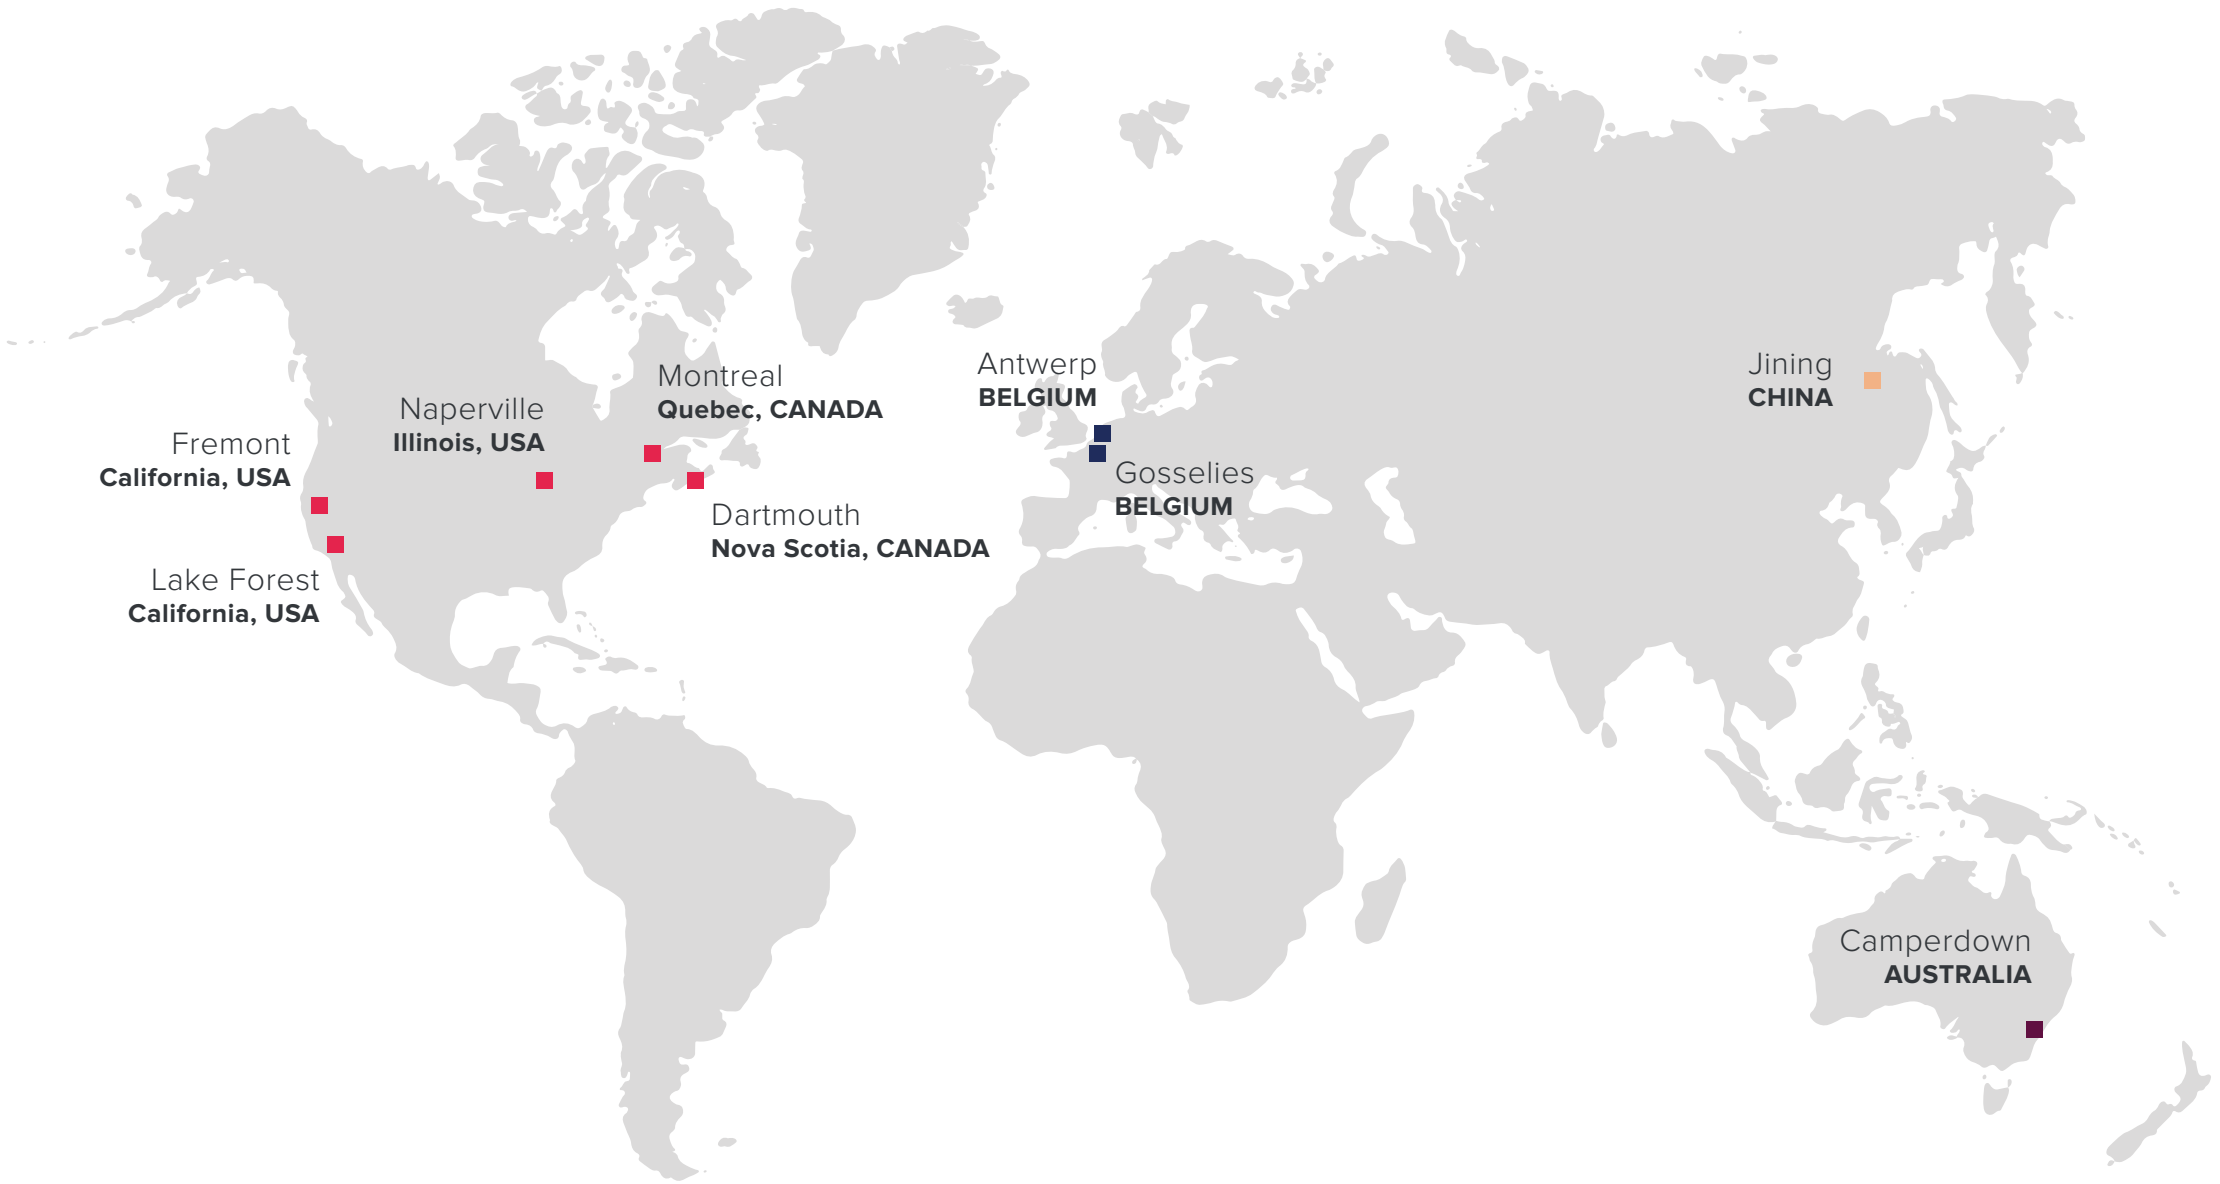 Montreal
Quebec, CANADA
Naperville
Illinois, USA
Fremont
California, USA
Lake Forest
California, USA
Dartmouth
Nova Scotia, CANADA
Antwerp
BELGIUM
Gosselies
BELGIUM
Jining
CHINA
Camperdown
AUSTRALIA